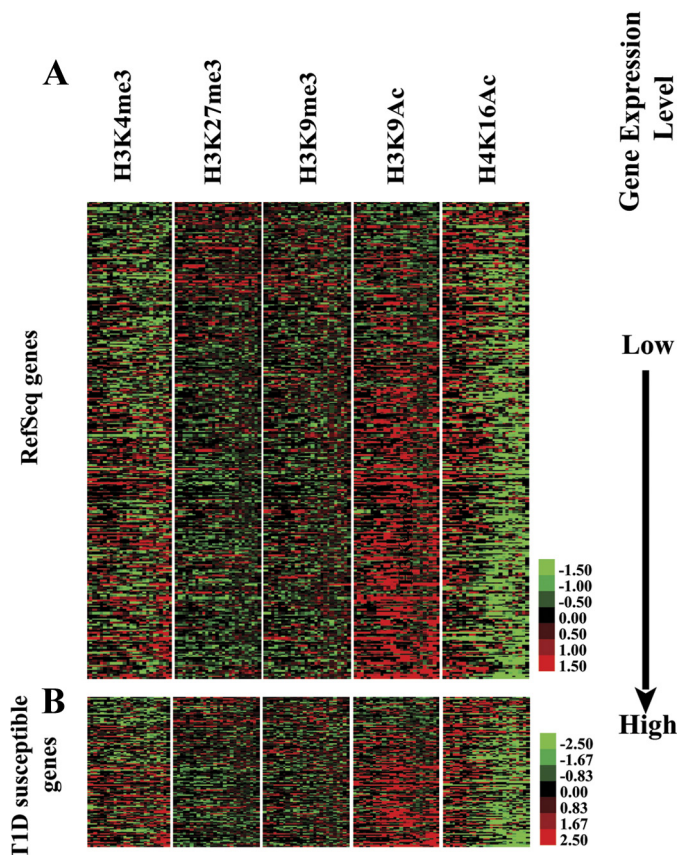 A
H3K4me3
H3K27me3
H3K9me3
H3K9Ac
H4K16Ac
Gene Expression
Level
RefSeq genes
Low
-1.50
-1.00
-0.50
0.00
0.50
1.00
1.50
B
High
T1D susceptible
genes
-2.50
-1.67
-0.83
0.00
0.83
1.67
2.50